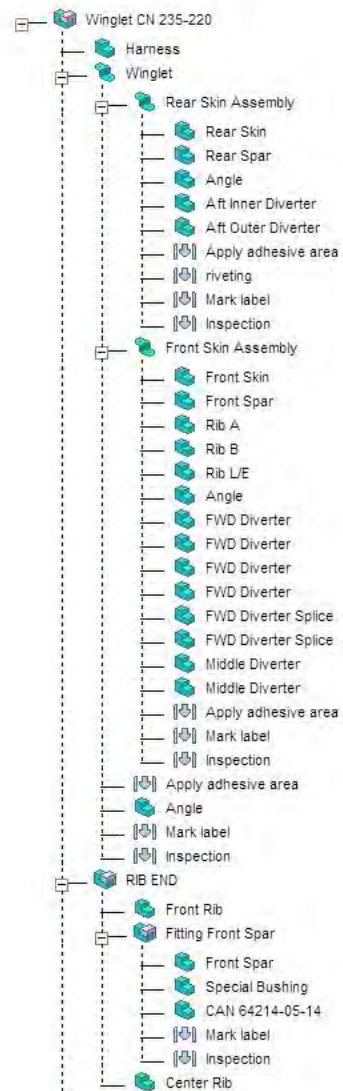 Winglet CN 235-220
Harness
Winglet
Rear Skin Assembly
Rear Skin
Rear Spar
Angle
Aft Inner Diverter
Aft Outer Diverter
Apply adhesive area
riveting
Mark label
Inspection
Front Skin Assembly
Front Skin
Front Spar
Rib A
Rib B
Rib L/E
Angle
FWD Diverter
FWD Diverter
FWD Diverter
FWD Diverter
FWD Diverter Splice
FWD Diverter Splice
Middle Diverter
Middle Diverter
Apply adhesive area
Mark label
Inspection
Apply adhesive area
Angle
Mark label
Inspection
RIB END
Front Rib
Fitting Front Spar
Front Spar
Special Bushing
CAN 64214-05-14
Mark label
Inspection
Center Rib